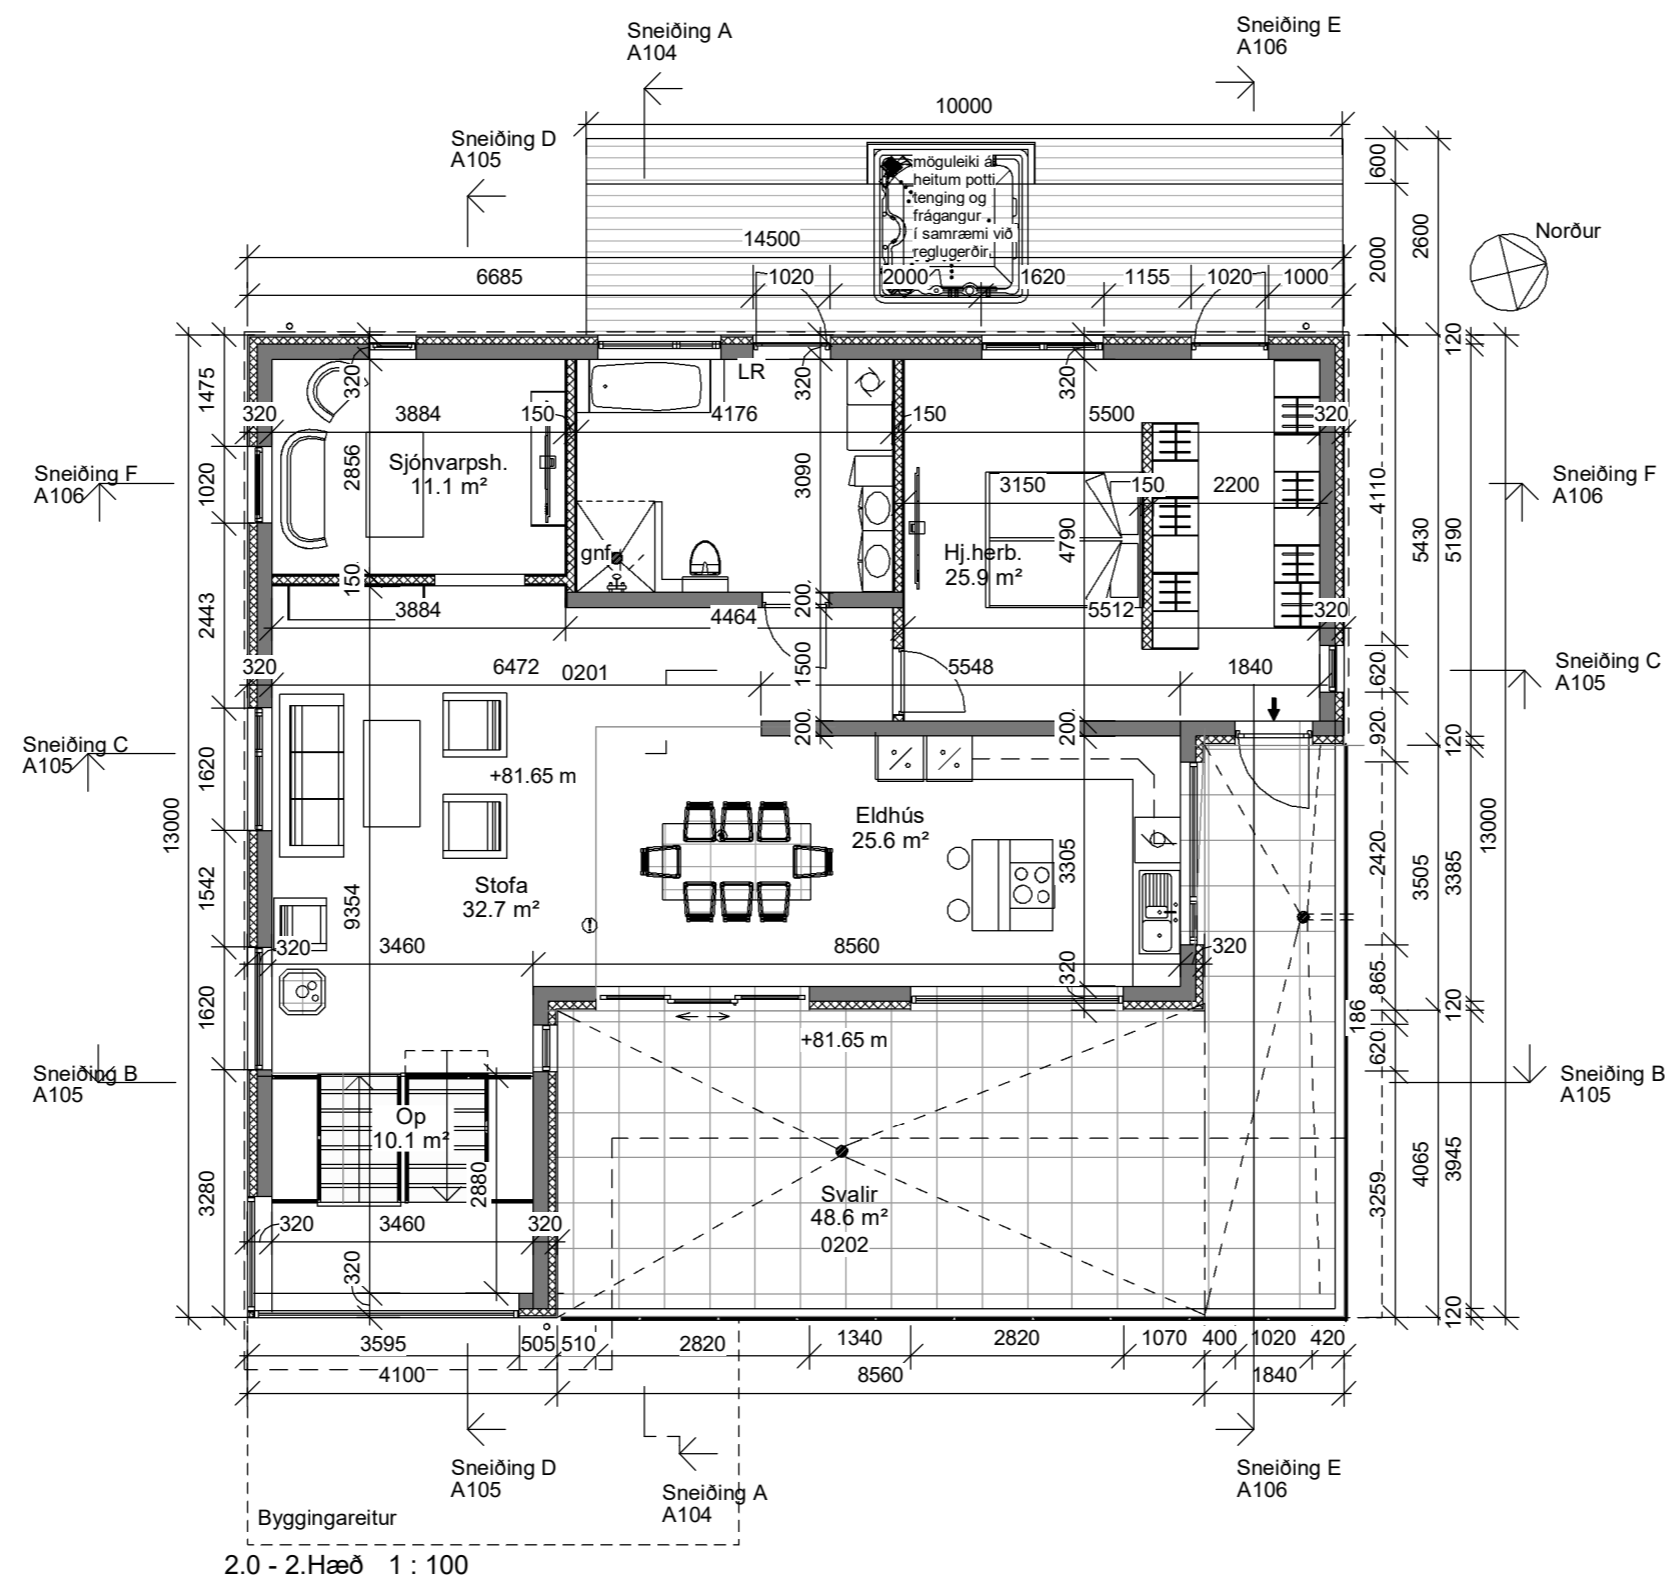 Sneiðing A
A104
Sneiðing E
A106
10000
Sneiðing D
A105
600
möguleiki á
heitum potti
tenging og
frágangur
í samræmi við
reglugerðir
2600
2000
Norður
14500
6685
1020
2000
1620
1155
1020
1000
120
LR
1475
320
320
320
320
3884
150
4176
150
5500
320
Sjónvarpsh.
11.1 m²
2856
3090
Sneiðing F
A106
1020
3150
150
2200
4110
Sneiðing F
A106
gnf
Hj.herb.
25.9 m²
4790
5430
5190
150
3884
4464
200
5512
320
2443
320
6472
0201
1500
5548
1840
620
Sneiðing C
A105
200
200
920
120
Sneiðing C
A105
1620
+81.65 m
13000
Eldhús
25.6 m²
3305
2420
3505
3385
13000
1542
Stofa
32.7 m²
9354
320
3460
8560
320
320
865
120
1620
186
620
+81.65 m
Sneiðing B
A105
Sneiðing B
A105
Op
10.1 m²
2880
3280
Svalir
48.6 m²
0202
3259
4065
3945
320
3460
320
320
120
3595
505
510
2820
1340
2820
1070
400
1020
420
4100
8560
1840
Sneiðing D
A105
Sneiðing A
A104
Sneiðing E
A106
Byggingareitur
2.0 - 2.Hæð 1 : 100